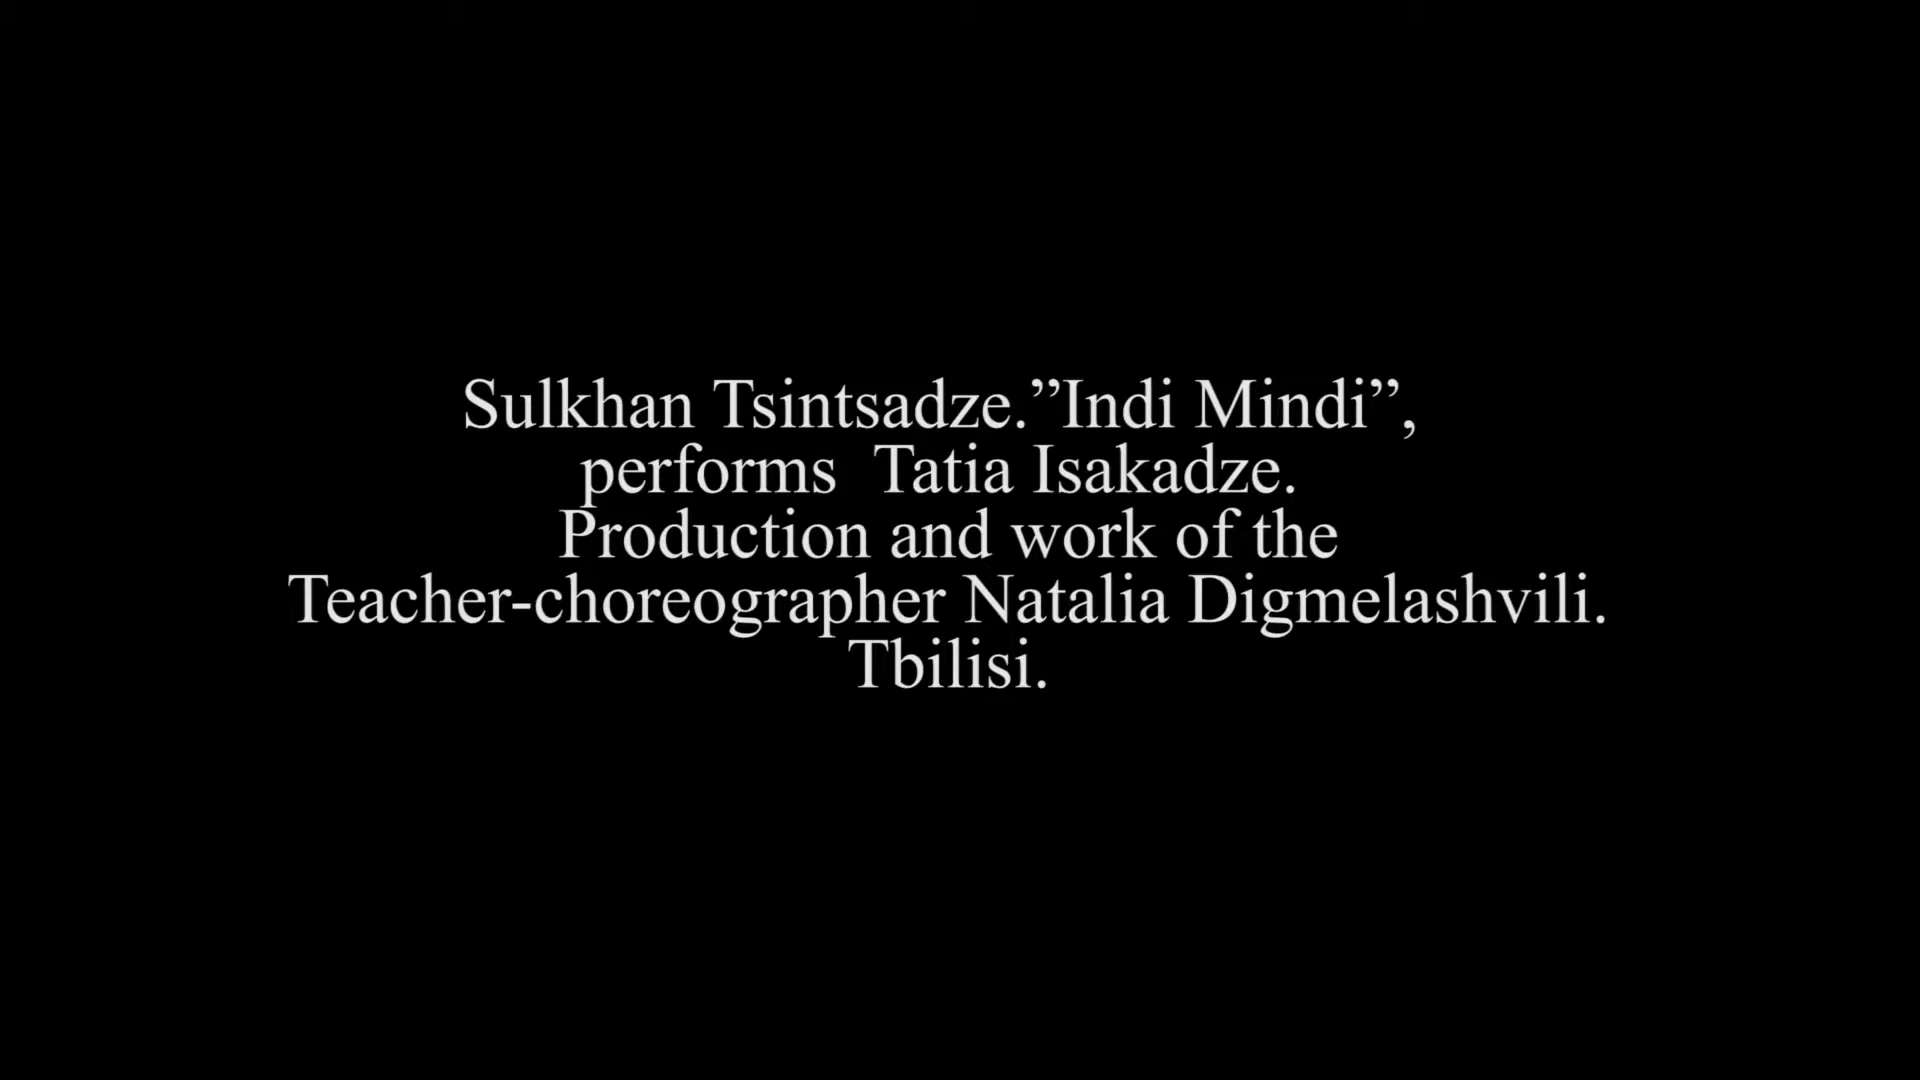 Sulkhan Tsintsadze.”Indi Mindi”,
performs  Tatia Isakadze.
Production and work of the
Teacher-choreographer Natalia Digmelashvili.
Tbilisi.